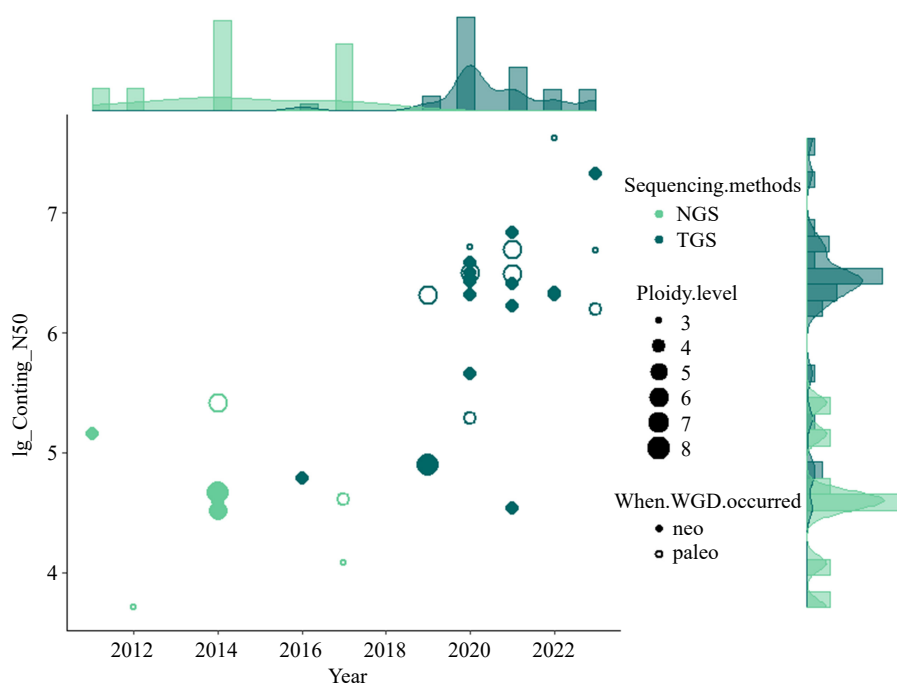 7
6
5
4
lg_Conting_N50
2012 2014 2016 2018 2020 2022
Year
Sequencing.methods
NGS
TGS
Ploidy.level
3
4
5
6
7
8
When.WGD.occurred
neo
paleo